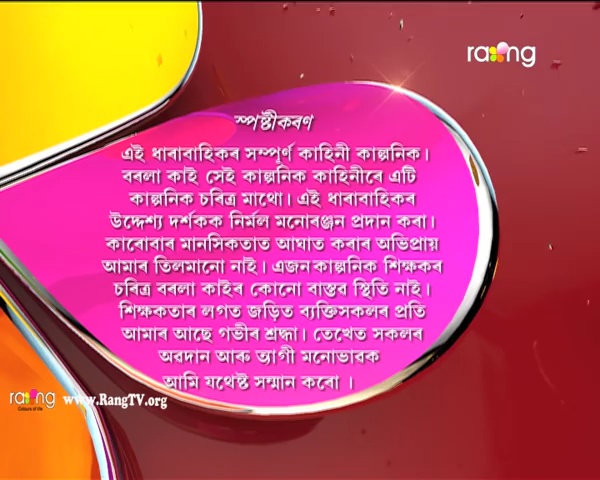 rang
স্পষ্টীকৰণ
এই ধাৰাবাহিকৰ সম্পূৰ্ণ কাহিনী কাল্পনিক।
বৰলা কাই সেই কাল্পনিক কাহিনীৰে এটি
কাল্পনিক চৰিত্ৰ মাথো। এই ধাৰাবাহিকৰ
উদ্দেশ্য দৰ্শকক নিৰ্মল মনোৰঞ্জন প্ৰদান কৰা।
কাৰোবাৰ মানসিকতাত আঘাত কৰাৰ অভিপ্ৰায়
আমাৰ তিলমানো নাই। এজন কাল্পনিক শিক্ষকৰ
চৰিত্ৰ বৰলা কাইৰ কোনো বাস্তৱ স্থিতি নাই।
শিক্ষকতাৰ লগত জড়িত ব্যক্তিসকলৰ প্ৰতি
আমাৰ আছে গভীৰ শ্ৰদ্ধা। তেখেত সকলৰ
অৱদান আৰু ত্যাগী মনোভাৱক
আমি যথেষ্ট সন্মান কৰো ।
rang www.RangTV.org
Colours of life